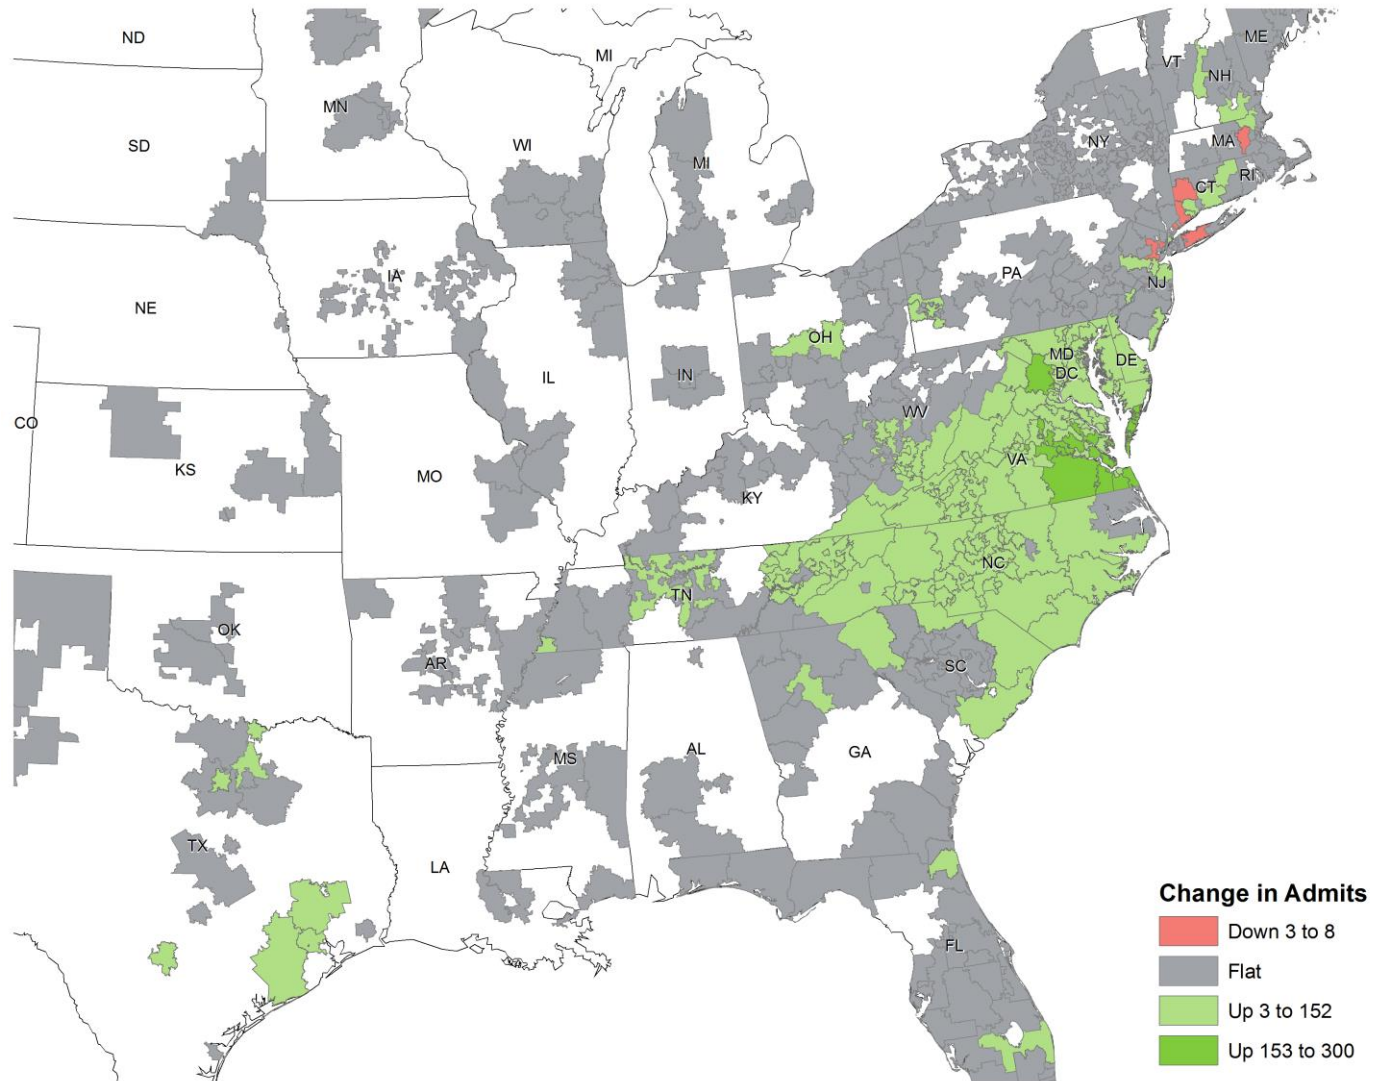 ND
MI
ME
VT
NH
MN
NY
SD
WI
MI
MA
CT
RI
IA
PA
NJ
NE
OH
MD
DE
DC
IL
IN
CO
WV
VA
KS
MO
KY
NC
TN
OK
AR
SC
MS
AL
GA
TX
LA
FL
Change in Admits
Down 3 to 8
Flat
Up 3 to 152
Up 153 to 300